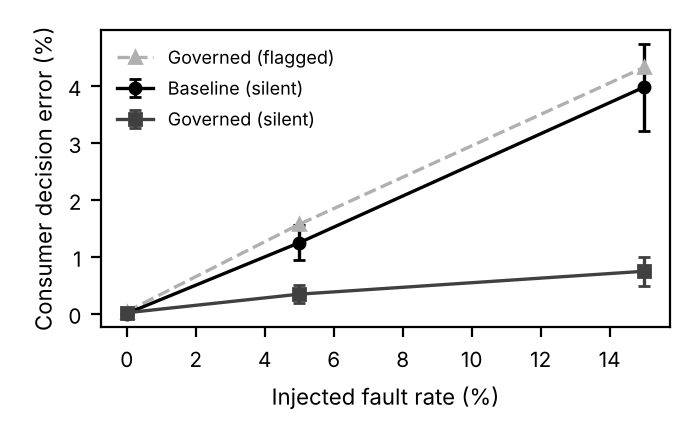 Governed (flagged)
Baseline (silent)
Governed (silent)
Consumer decision error (%)
4
3
2
1
0
0 2 4 6 8 10 12 14
Injected fault rate (%)